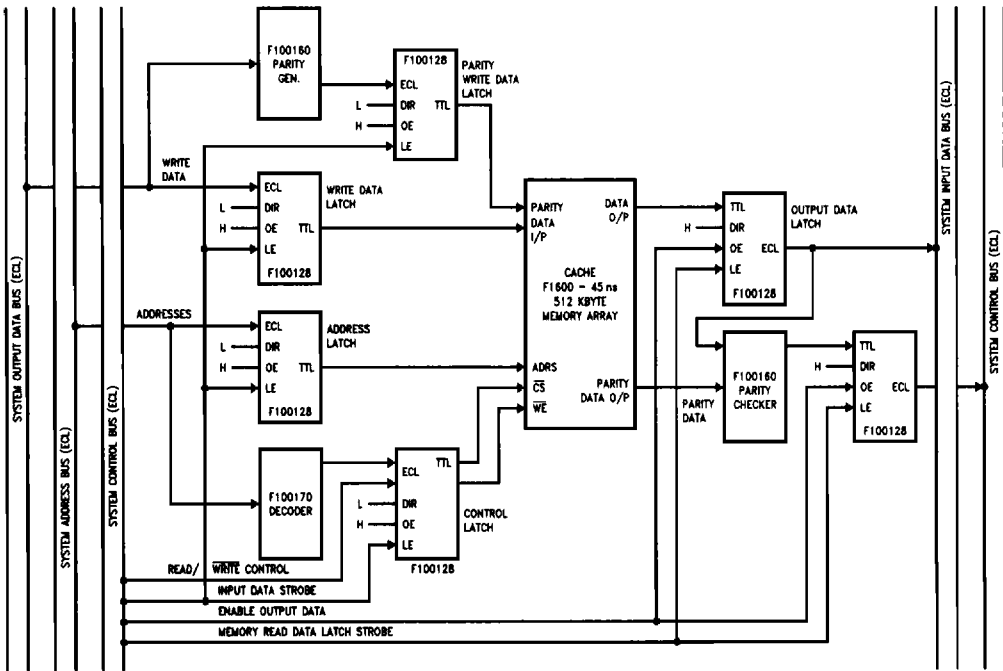 SYSTEM OUTPUT DATA BUS (ECL)
SYSTEM ADDRESS BUS (ECL)
SYSTEM CONTROL BUS (ECL)
F100160
PARITY
GEN.
F100128
ECL
DIR
OE
LE
TTL
L
H
PARITY
WRITE DATA
LATCH
WRITE
DATA
ECL
DIR
OE
LE
TTL
L
H
F100128
WRITE DATA
LATCH
ADDRESSES
ECL
DIR
OE
LE
TTL
L
H
F100128
ADDRESS
LATCH
F100170
DECODER
ECL
DIR
OE
LE
TTL
L
H
F100128
CONTROL
LATCH
PARITY
DATA
I/P
DATA
O/P
CACHE
F1600 - 45ns
512 KBYTE
MEMORY ARRAY
ADRS
CS
WE
PARITY
DATA O/P
TTL
DIR
OE
LE
ECL
H
F100128
OUTPUT DATA
LATCH
F100160
PARITY
CHECKER
PARITY
DATA
TTL
DIR
OE
LE
ECL
H
F100128
READ/ WRITE CONTROL
INPUT DATA STROBE
ENABLE OUTPUT DATA
MEMORY READ DATA LATCH STROBE
SYSTEM INPUT DATA BUS (ECL)
SYSTEM CONTROL BUS (ECL)